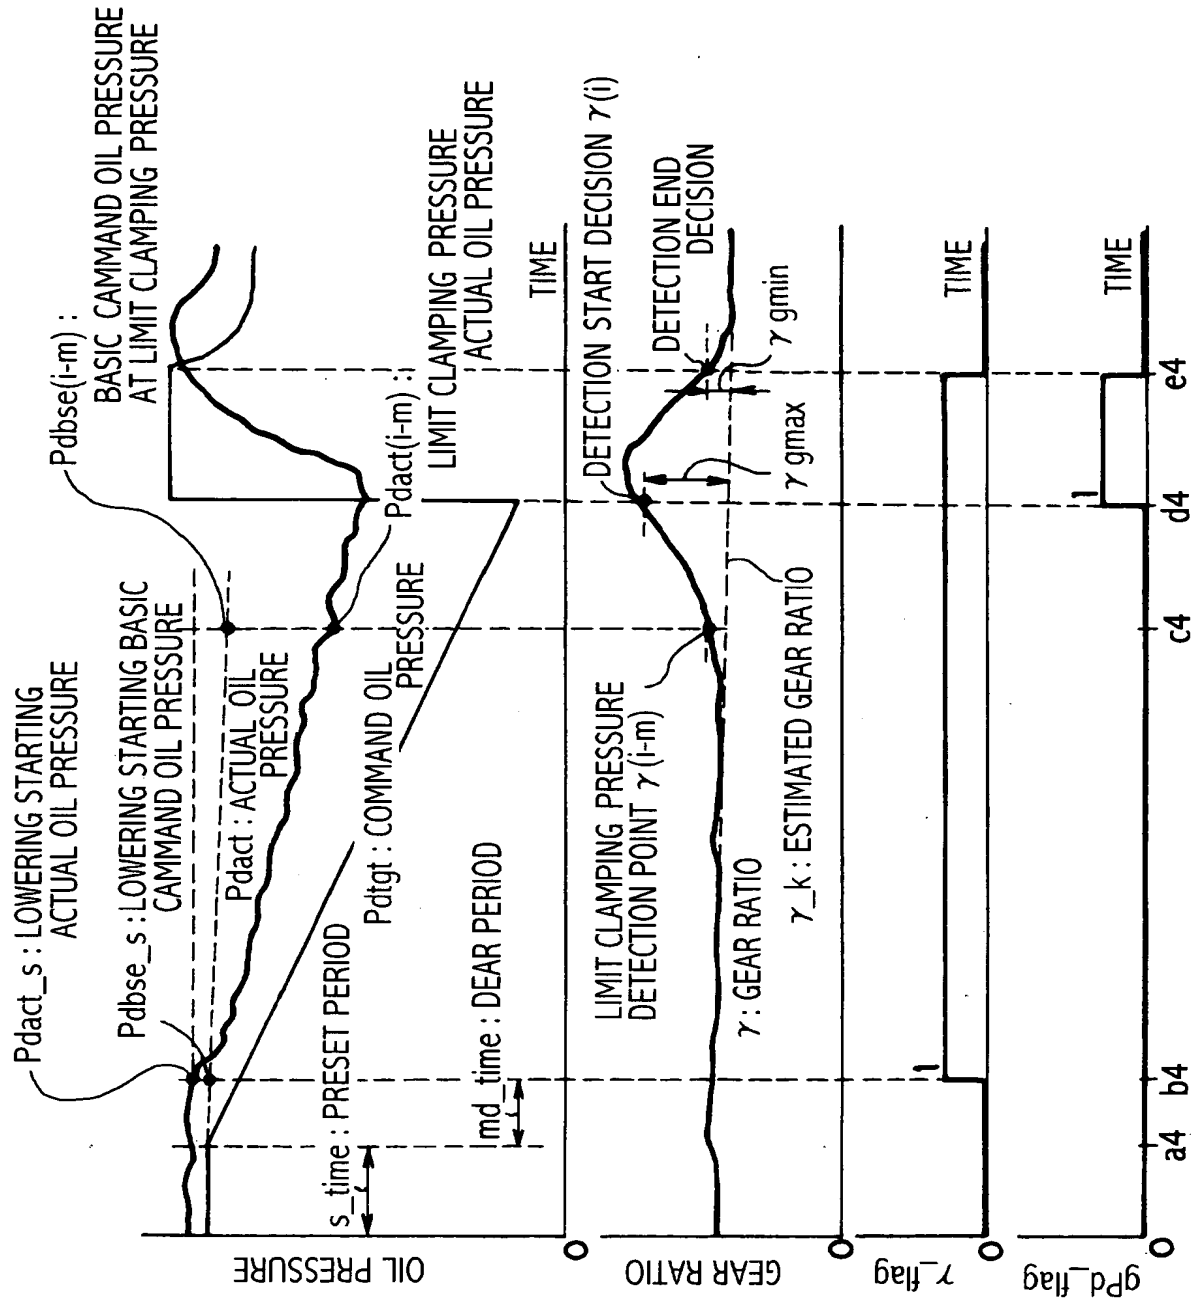 Pdact_s : LOWERING STARTING
ACTUAL OIL PRESSURE
Pdbse_s : LOWERING STARTING BASIC
CAMMAND OIL PRESSURE
Pdbse(i-m) :
BASIC CAMMAND OIL PRESSURE
AT LIMIT CLAMPING PRESSURE
Pdact : ACTUAL OIL
PRESSURE
Pdtgt : COMMAND OIL
PRESSURE
Pdact(i-m) :
LIMIT CLAMPING PRESSURE
ACTUAL OIL PRESSURE
s_time : PRESET PERIOD
md_time : DEAR PERIOD
OIL PRESSURE
0
TIME
DETECTION START DECISION γ(i)
DETECTION END
DECISION
LIMIT CLAMPING PRESSURE
DETECTION POINT γ(i-m)
γ gmax
γ gmin
γ : GEAR RATIO
γ_k : ESTIMATED GEAR RATIO
GEAR RATIO
0
γ_flag
1
0
TIME
gPd_flag
1
0
TIME
a4 b4 c4 d4 e4